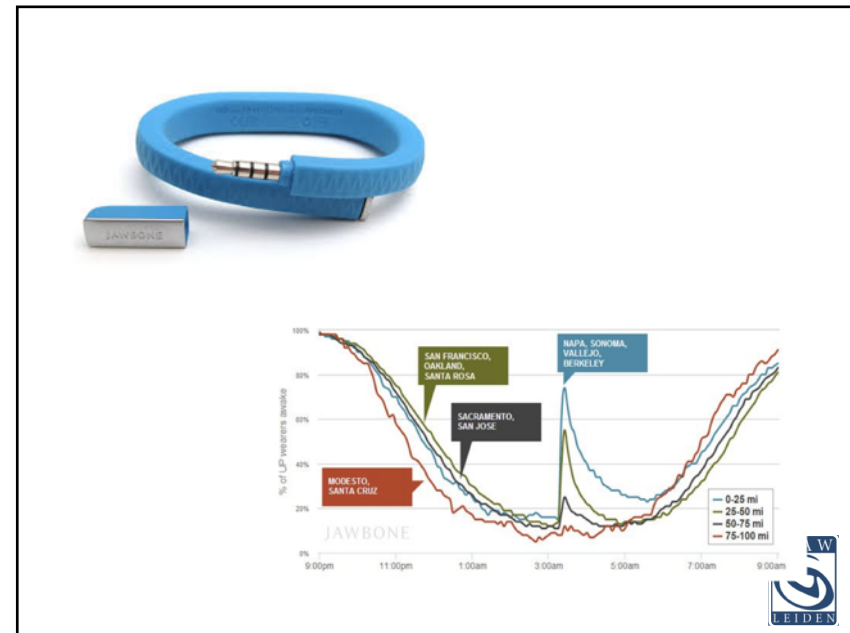 JAWBONE
100%
80%
60%
40%
20%
0%
% of UP wearers awake
SAN FRANCISCO,
OAKLAND,
SANTA ROSA
NAPA, SONOMA,
VALLEJO,
BERKELEY
SACRAMENTO,
SAN JOSE
MODESTO,
SANTA CRUZ
JAWBONE
0-25 mi
25-50 mi
50-75 mi
75-100 mi
9:00pm
11:00pm
1:00am
3:00am
5:00am
7:00am
9:00am
LEIDEN